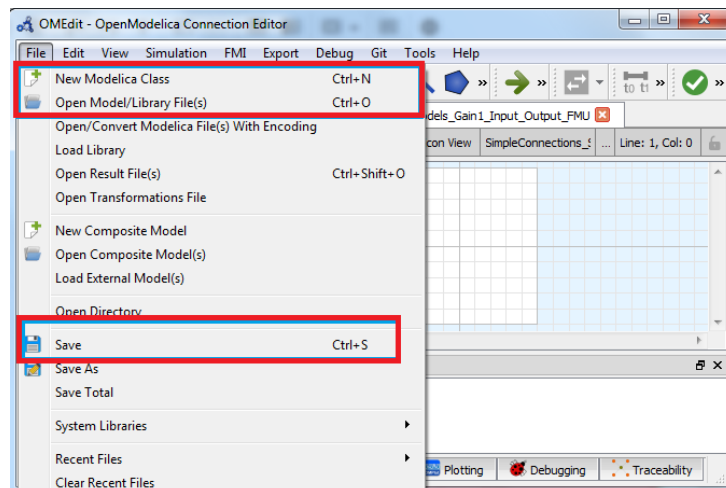 OMEdit - OpenModelica Connection Editor
File Edit View Simulation FMI Export Debug Git Tools Help
New Modelica Class Ctrl+N
Open Model/Library File(s) Ctrl+O
Open/Convert Modelica File(s) With Encoding
Load Library
Open Result File(s) Ctrl+Shift+O
Open Transformations File
New Composite Model
Open Composite Model(s)
Load External Model(s)
Open Directory
Save Ctrl+S
Save As
Save Total
System Libraries
Recent Files
Clear Recent Files
to t1
dels_Gain1_Input_Output_FMU
con View SimpleConnections_S ... Line: 1, Col: 0
Plotting Debugging Traceability